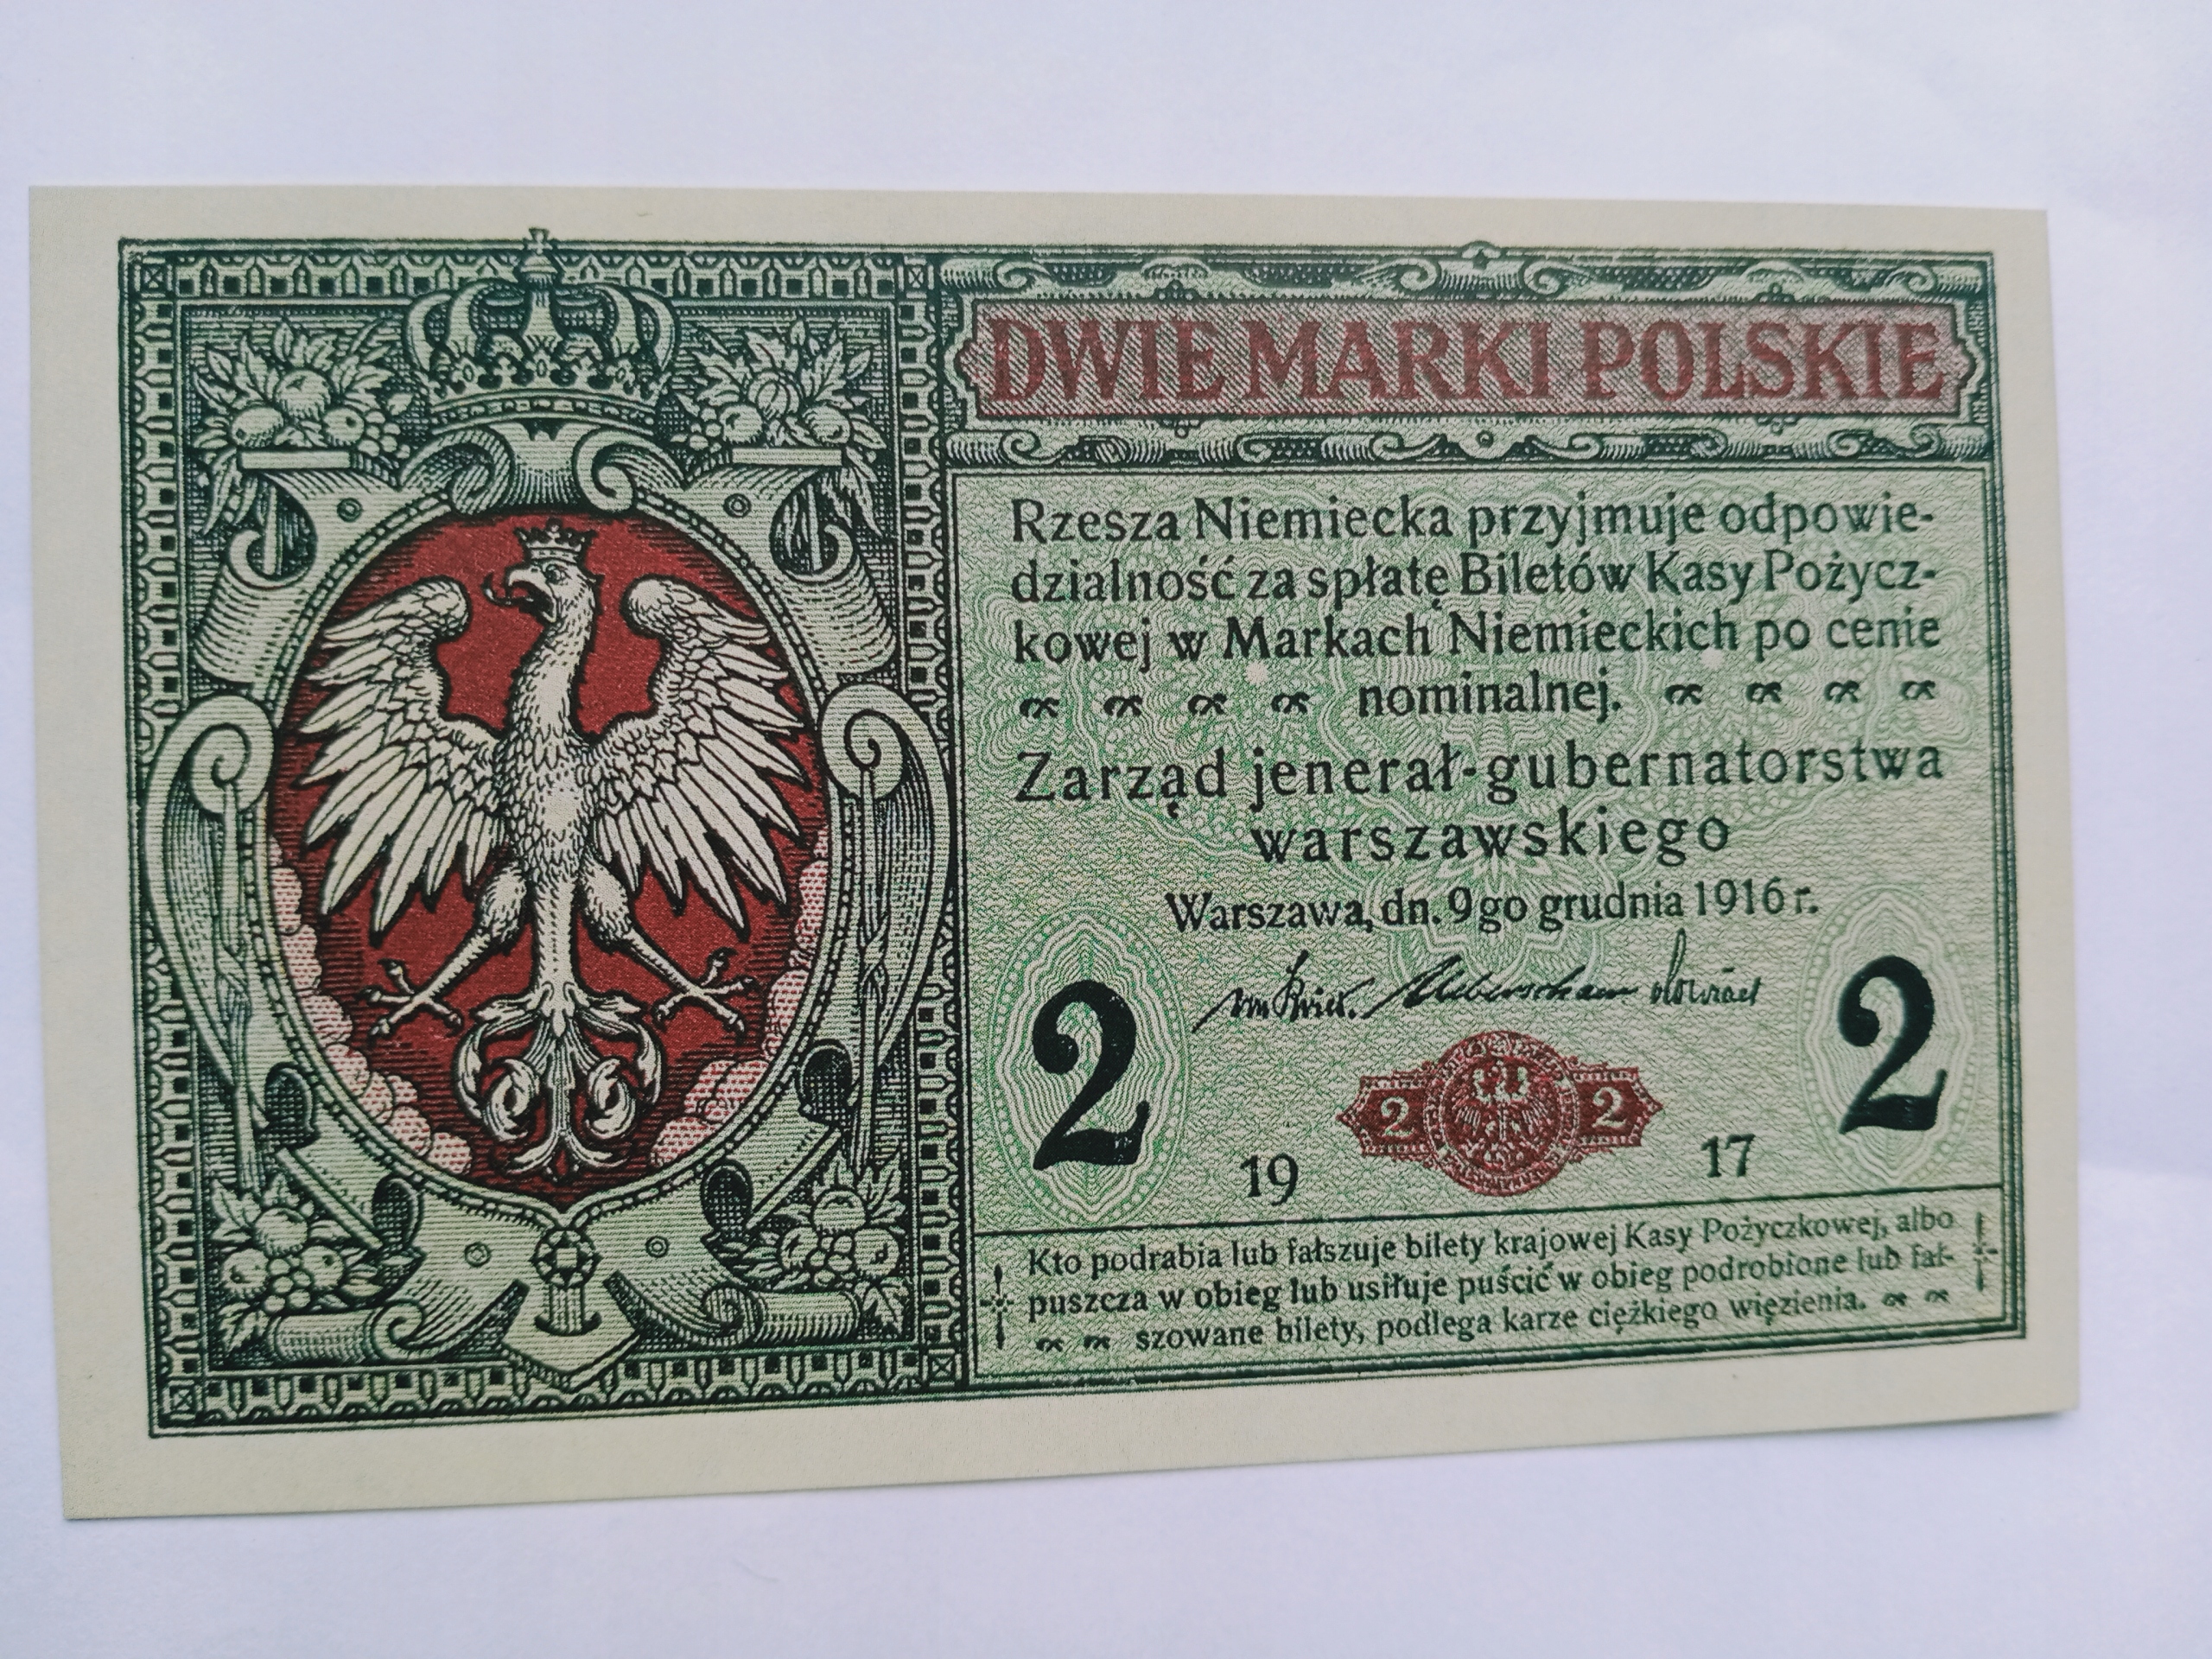 DWIE MARKI POLSKIE
Rzesza Niemiecka przyjmuje odpowie-
dzialność za spłatę Biletów Kasy Pożycz-
kowej w Markach Niemieckich po cenie
nominalnej.
Zarząd jenerał-gubernatorstwa
warszawskiego
Warszawa, dn. 9go grudnia 1916 r.
2 2
2 2
19 17
Kto podrabia lub fałszuje bilety krajowej Kasy Pożyczkowej, albo
puszcza w obieg lub usiłuje puścić w obieg podrobione lub fał-
szowane bilety, podlega karze ciężkiego więzienia.